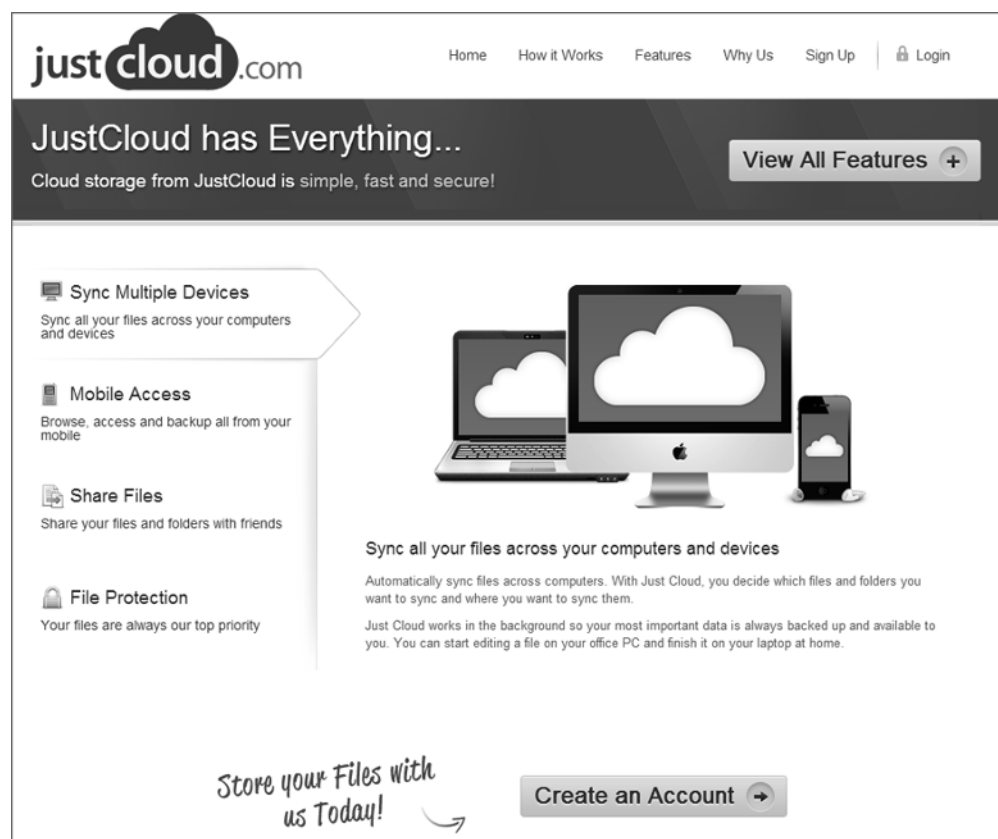 justcloud.com
Home How it Works Features Why Us Sign Up Login
JustCloud has Everything...
Cloud storage from JustCloud is simple, fast and secure!
View All Features
Sync Multiple Devices
Sync all your files across your computers
and devices
Mobile Access
Browse, access and backup all from your
mobile
Share Files
Share your files and folders with friends
File Protection
Your files are always our top priority
Sync all your files across your computers and devices
Automatically sync files across computers. With Just Cloud, you decide which files and folders you
want to sync and where you want to sync them.
Just Cloud works in the background so your most important data is always backed up and available to
you. You can start editing a file on your office PC and finish it on your laptop at home.
Store your Files with
us Today!
Create an Account